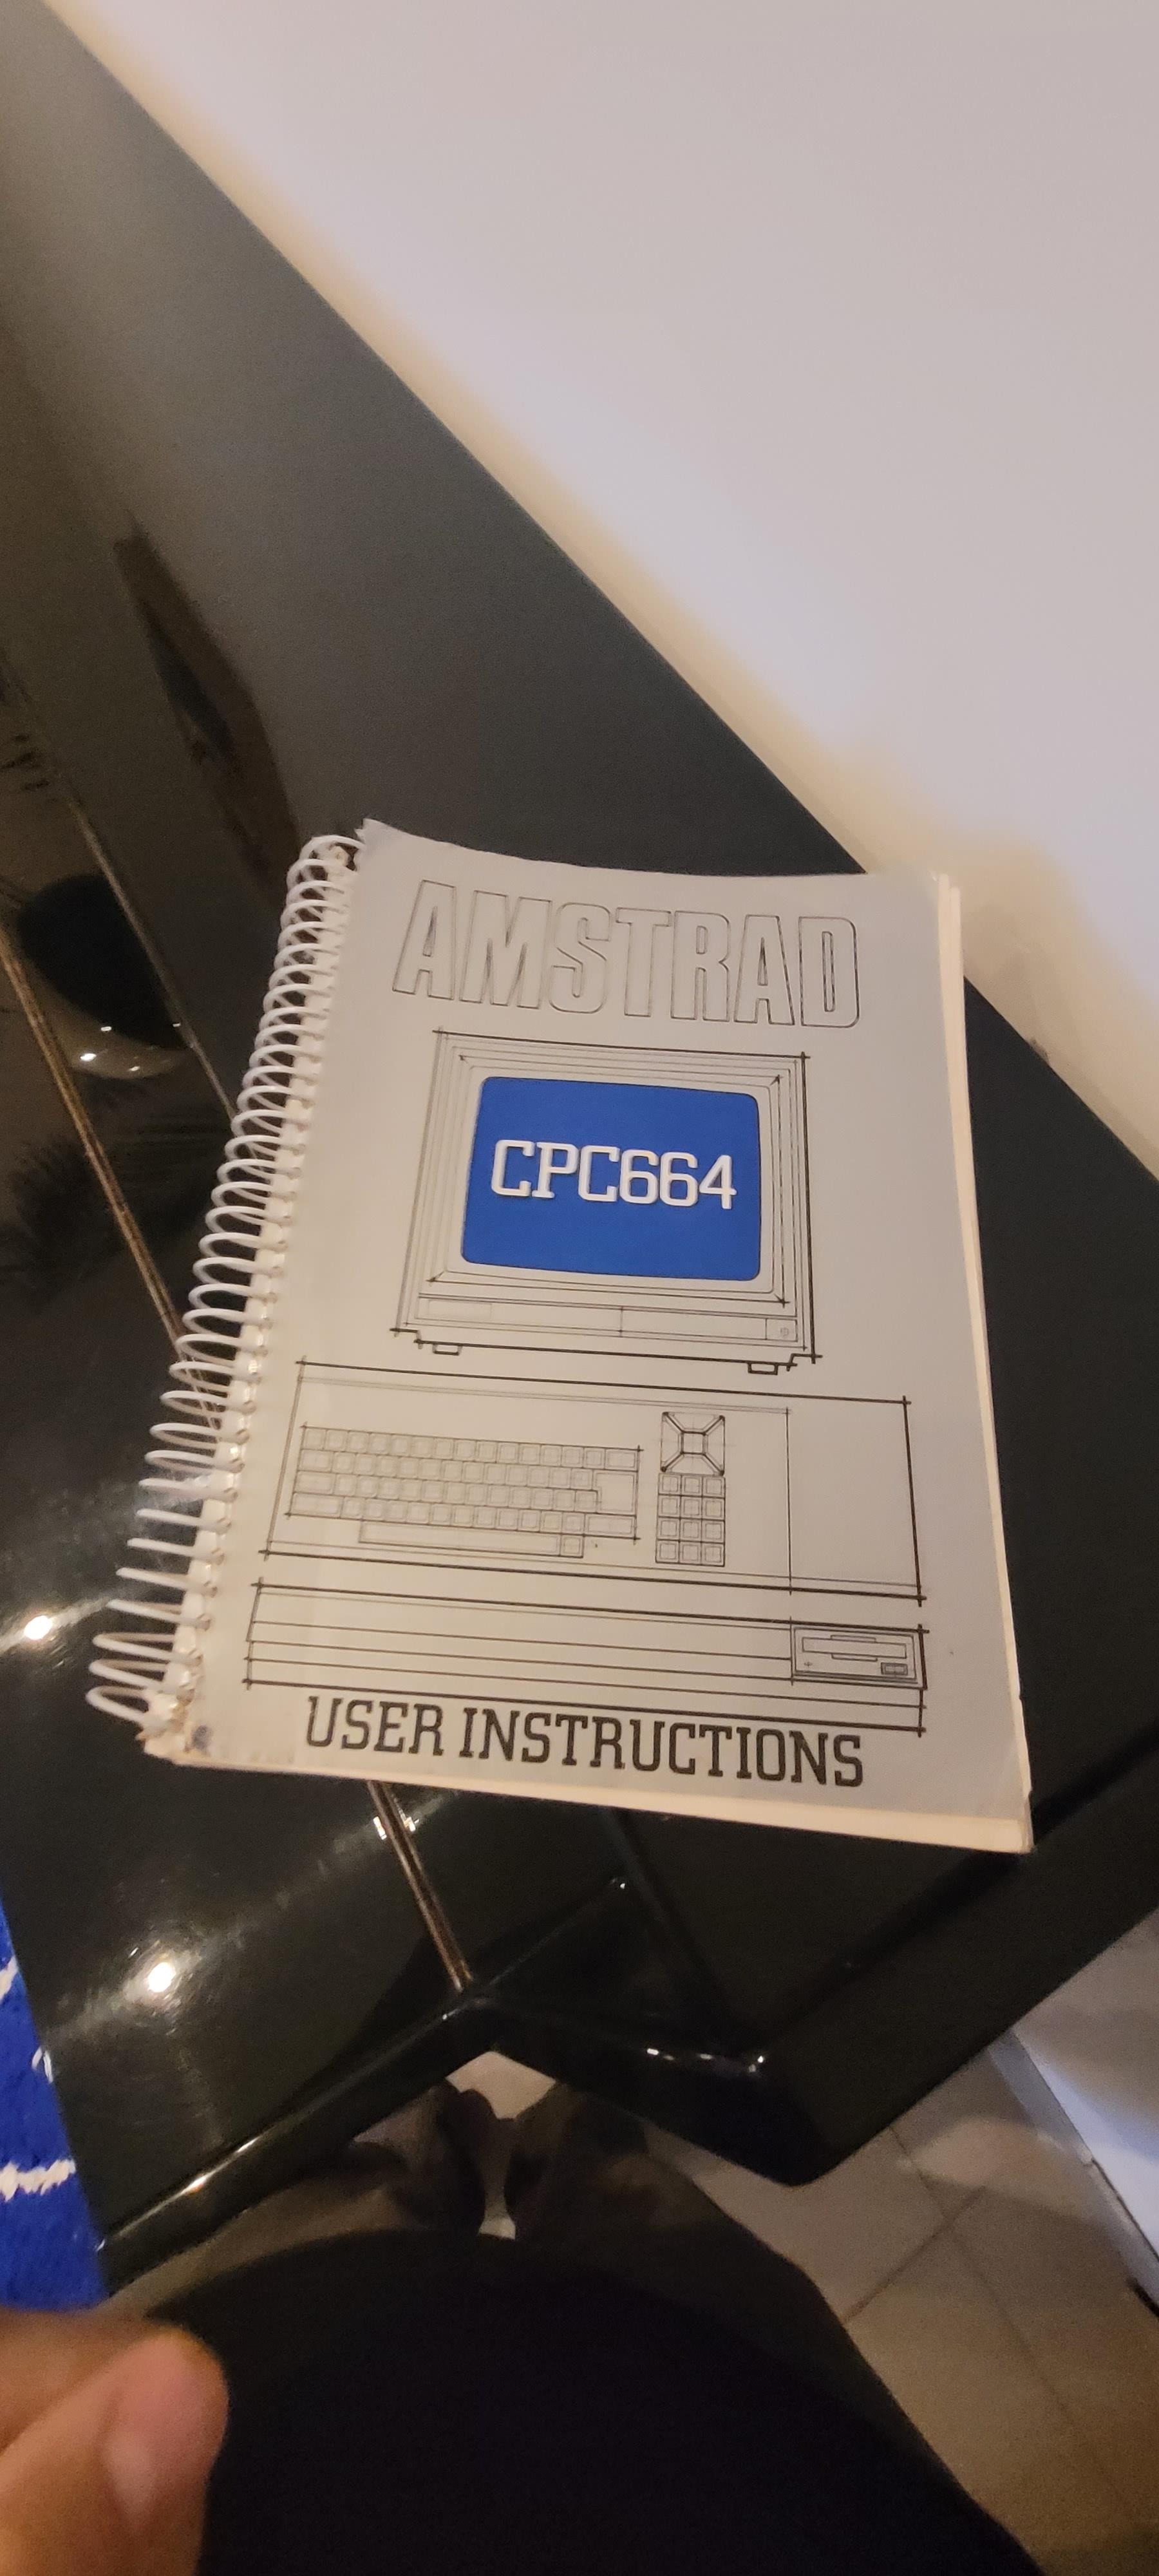 AMSTRAD
CPC664
USER INSTRUCTIONS